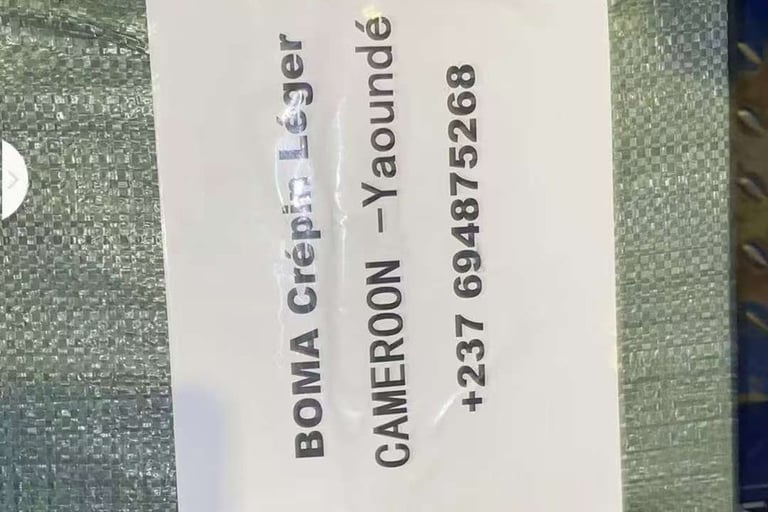 BOMA Crépin Léger
CAMEROON -Yaoundé
+237 694875268